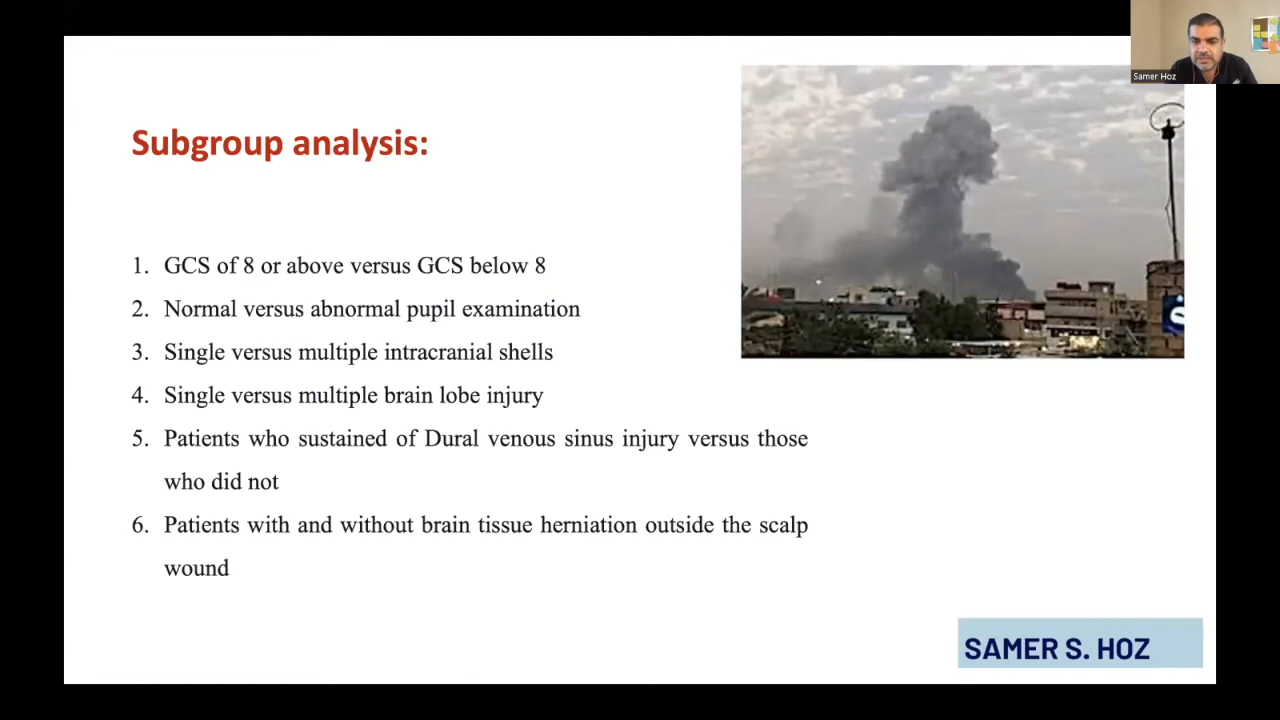 Samer Hoz
Subgroup analysis:
1. GCS of 8 or above versus GCS below 8
2. Normal versus abnormal pupil examination
3. Single versus multiple intracranial shells
4. Single versus multiple brain lobe injury
5. Patients who sustained of Dural venous sinus injury versus those
who did not
6. Patients with and without brain tissue herniation outside the scalp
wound
SAMER S. HOZ